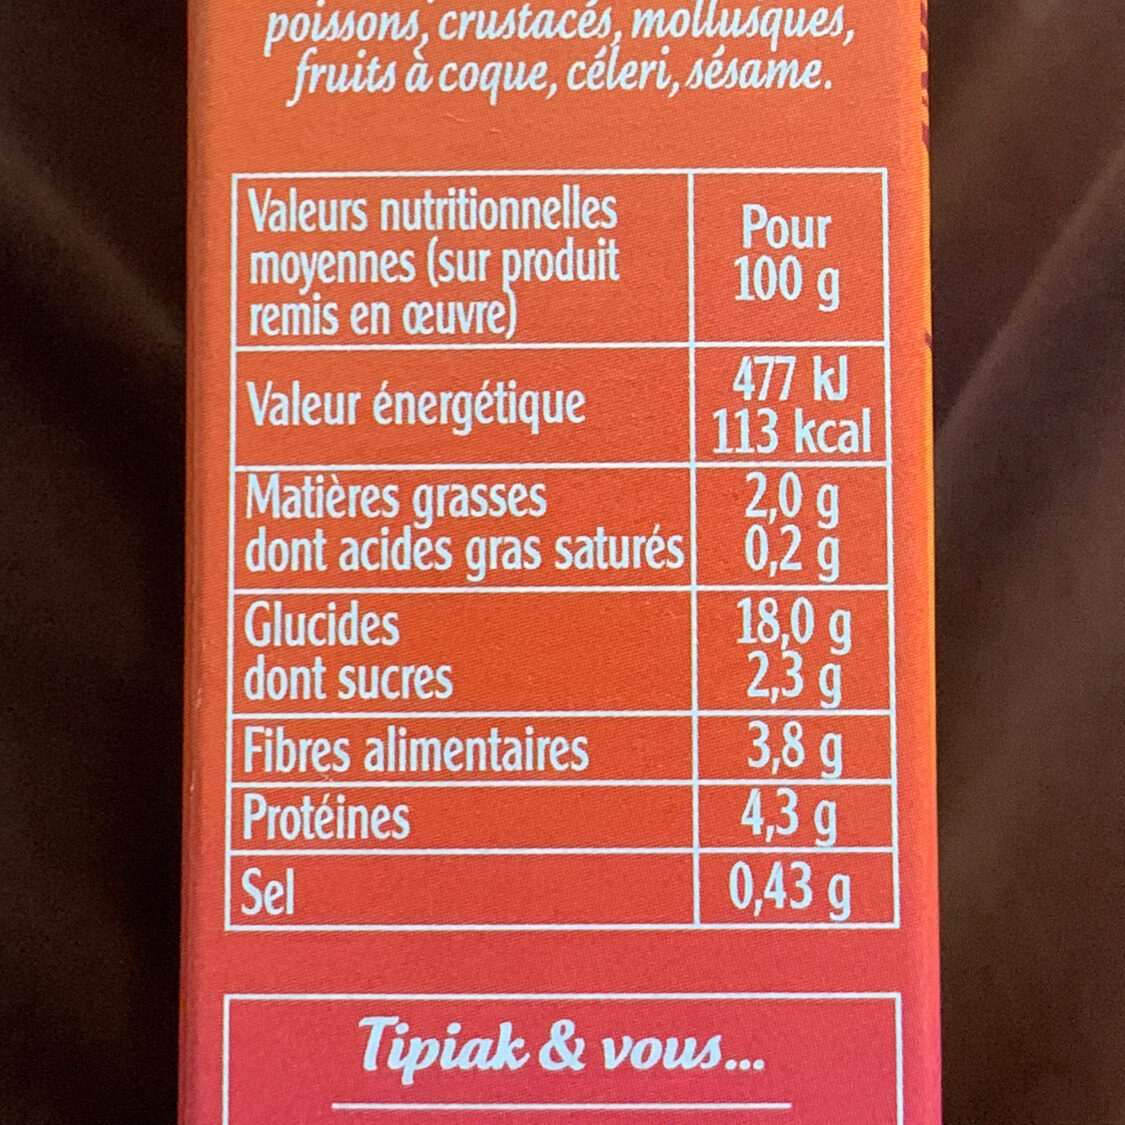 poissons, crustacés, mollusques,
fruits à coque, céleri, sésame.
Valeurs nutritionnelles
moyennes (sur produit
remis en œuvre)
Pour
100 g
Valeur énergétique
477 kJ
113 kcal
Matières grasses
2,0 g
dont acides gras saturés
0,2 g
Glucides
18,0 g
dont sucres
2,3 g
Fibres alimentaires
3,8 g
Protéines
4,3 g
Sel
0,43 g
Tipiak & vous...